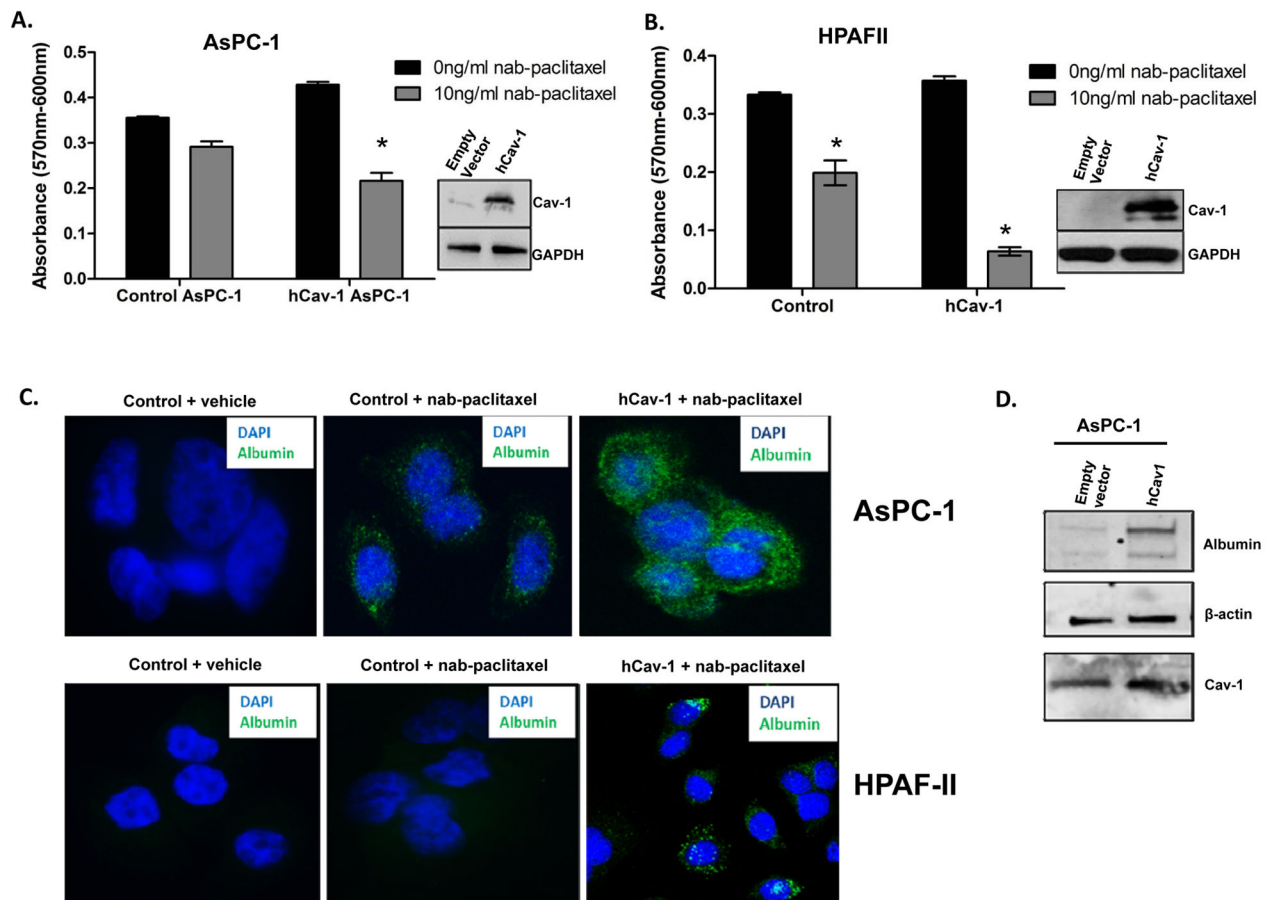 A.
AsPC-1
Absorbance (570nm-600nm)
0.5
0.4
0.3
0.2
0.1
0.0
*
Control AsPC-1
hCav-1 AsPC-1
0ng/ml nab-paclitaxel
10ng/ml nab-paclitaxel
Empty
Vector
hCav-1
Cav-1
GAPDH
B.
HPAFII
Absorbance (570nm-600nm)
0.4
0.3
0.2
0.1
0.0
*
*
Control
hCav-1
0ng/ml nab-paclitaxel
10ng/ml nab-paclitaxel
Empty
Vector
hCav-1
Cav-1
GAPDH
C.
Control + vehicle
DAPI
Albumin
Control + nab-paclitaxel
DAPI
Albumin
hCav-1 + nab-paclitaxel
DAPI
Albumin
AsPC-1
Control + vehicle
DAPI
Albumin
Control + nab-paclitaxel
DAPI
Albumin
hCav-1 + nab-paclitaxel
DAPI
Albumin
HPAF-II
D.
AsPC-1
Empty
vector
hCav1
Albumin
β-actin
Cav-1